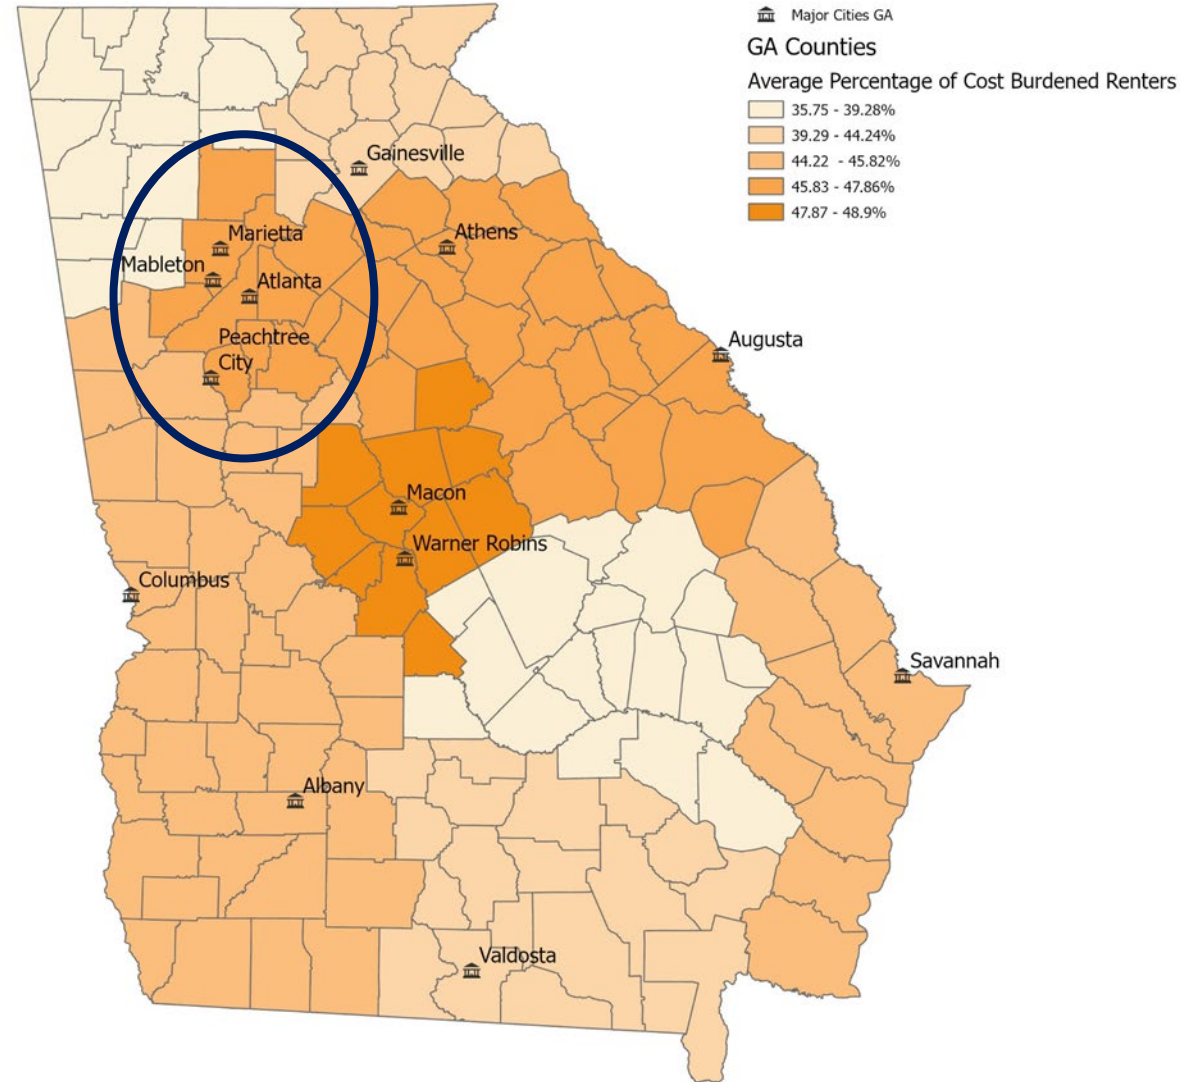 Major Cities GA
GA Counties
Average Percentage of Cost Burdened Renters
35.75 - 39.28%
39.29 - 44.24%
44.22 - 45.82%
45.83 - 47.86%
47.87 - 48.9%
Gainesville
Marietta
Athens
Mableton
Atlanta
Peachtree
City
Augusta
Macon
Warner Robins
Columbus
Savannah
Albany
Valdosta